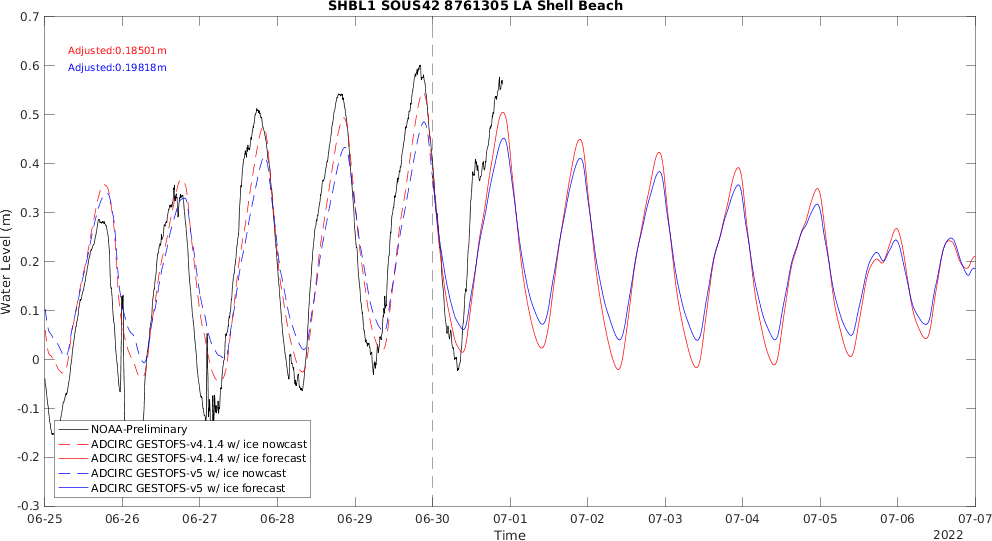 SHBL1 SOUS42 8761305 LA Shell Beach
Adjusted:0.18501m
Adjusted:0.19818m
Water Level (m)
0.7
0.6
0.5
0.4
0.3
0.2
0.1
0
-0.1
-0.2
-0.3
NOAA-Preliminary
ADCIRC GESTOFS-v4.1.4 w/ ice nowcast
ADCIRC GESTOFS-v4.1.4 w/ ice forecast
ADCIRC GESTOFS-v5 w/ ice nowcast
ADCIRC GESTOFS-v5 w/ ice forecast
06-25 06-26 06-27 06-28 06-29 06-30 07-01 07-02 07-03 07-04 07-05 07-06 07-07
Time
2022